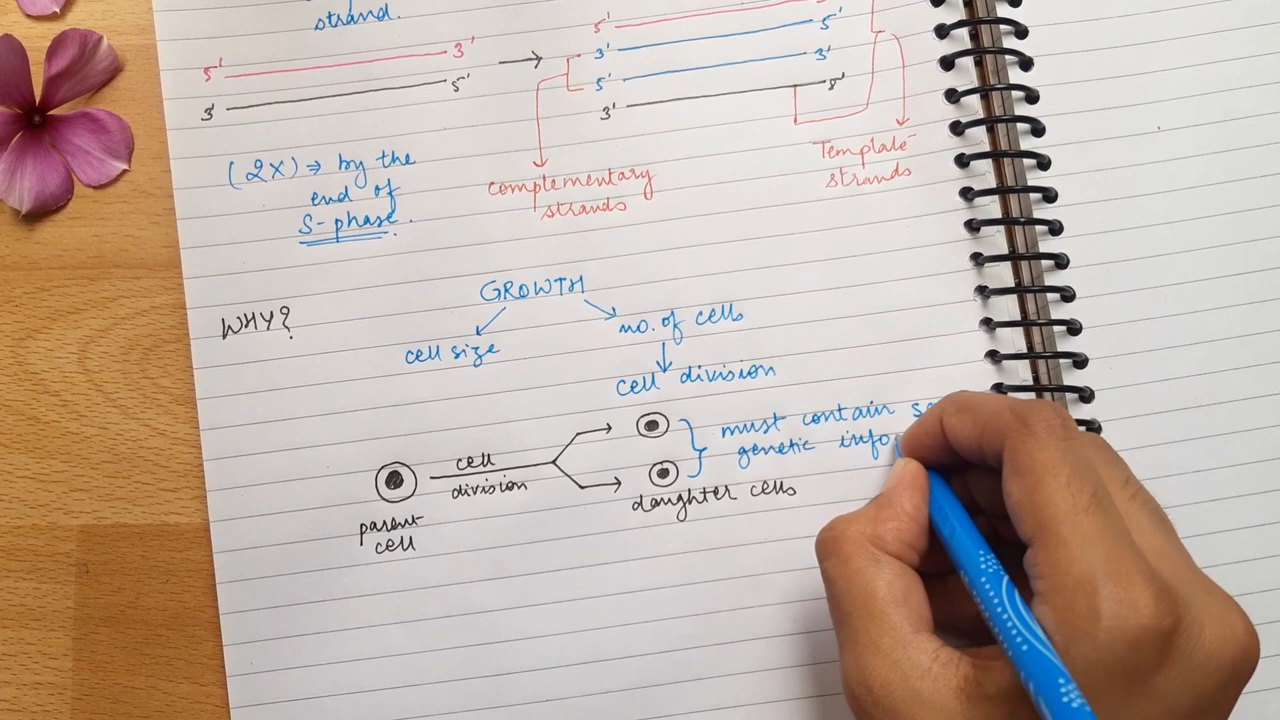 strand.
5' 3'
3' 5'
5' 5'
3' 3'
5'
3' 5'
(2X) ⇒ by the
end of
S-phase.
complementary
strands
Template
strands
WHY?
GROWTH
cell size
no. of cells
cell division
must contain
genetic info
cell
division
parent
cell
daughter cells